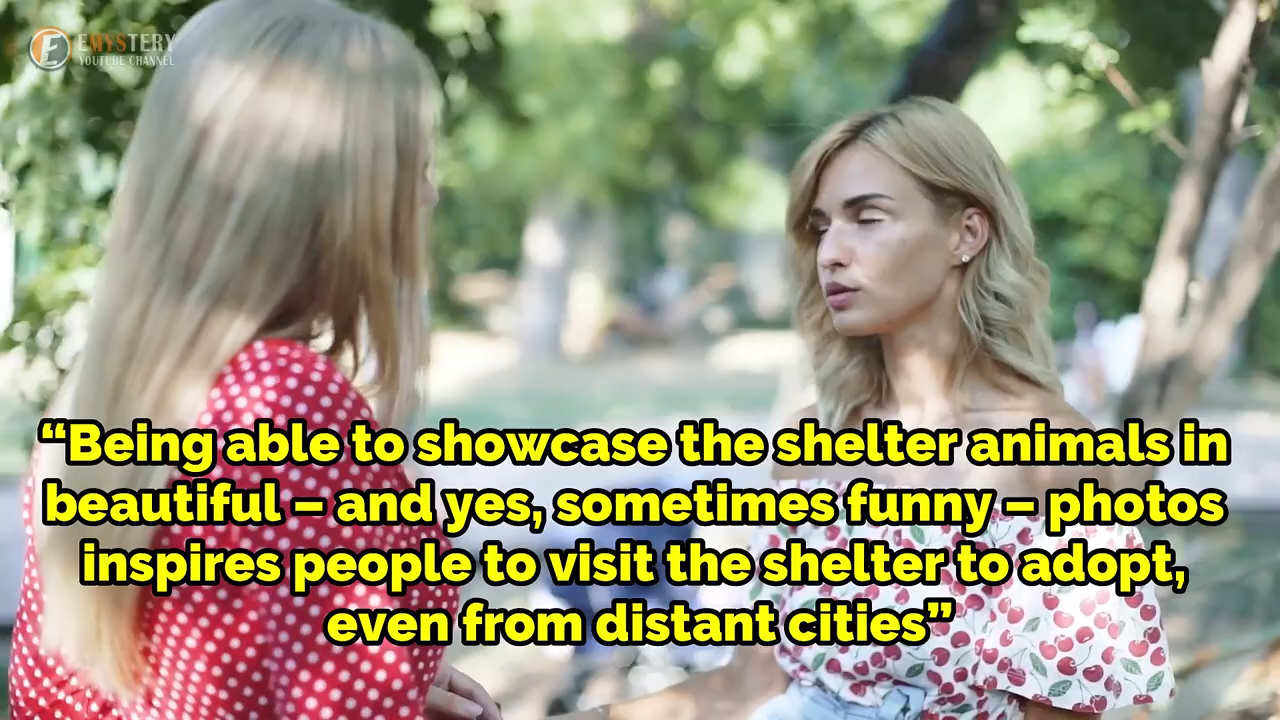 EMYSTERY
YOUTUBE CHANNEL
“Being able to showcase the shelter animals in
beautiful – and yes, sometimes funny – photos
inspires people to visit the shelter to adopt,
even from distant cities”